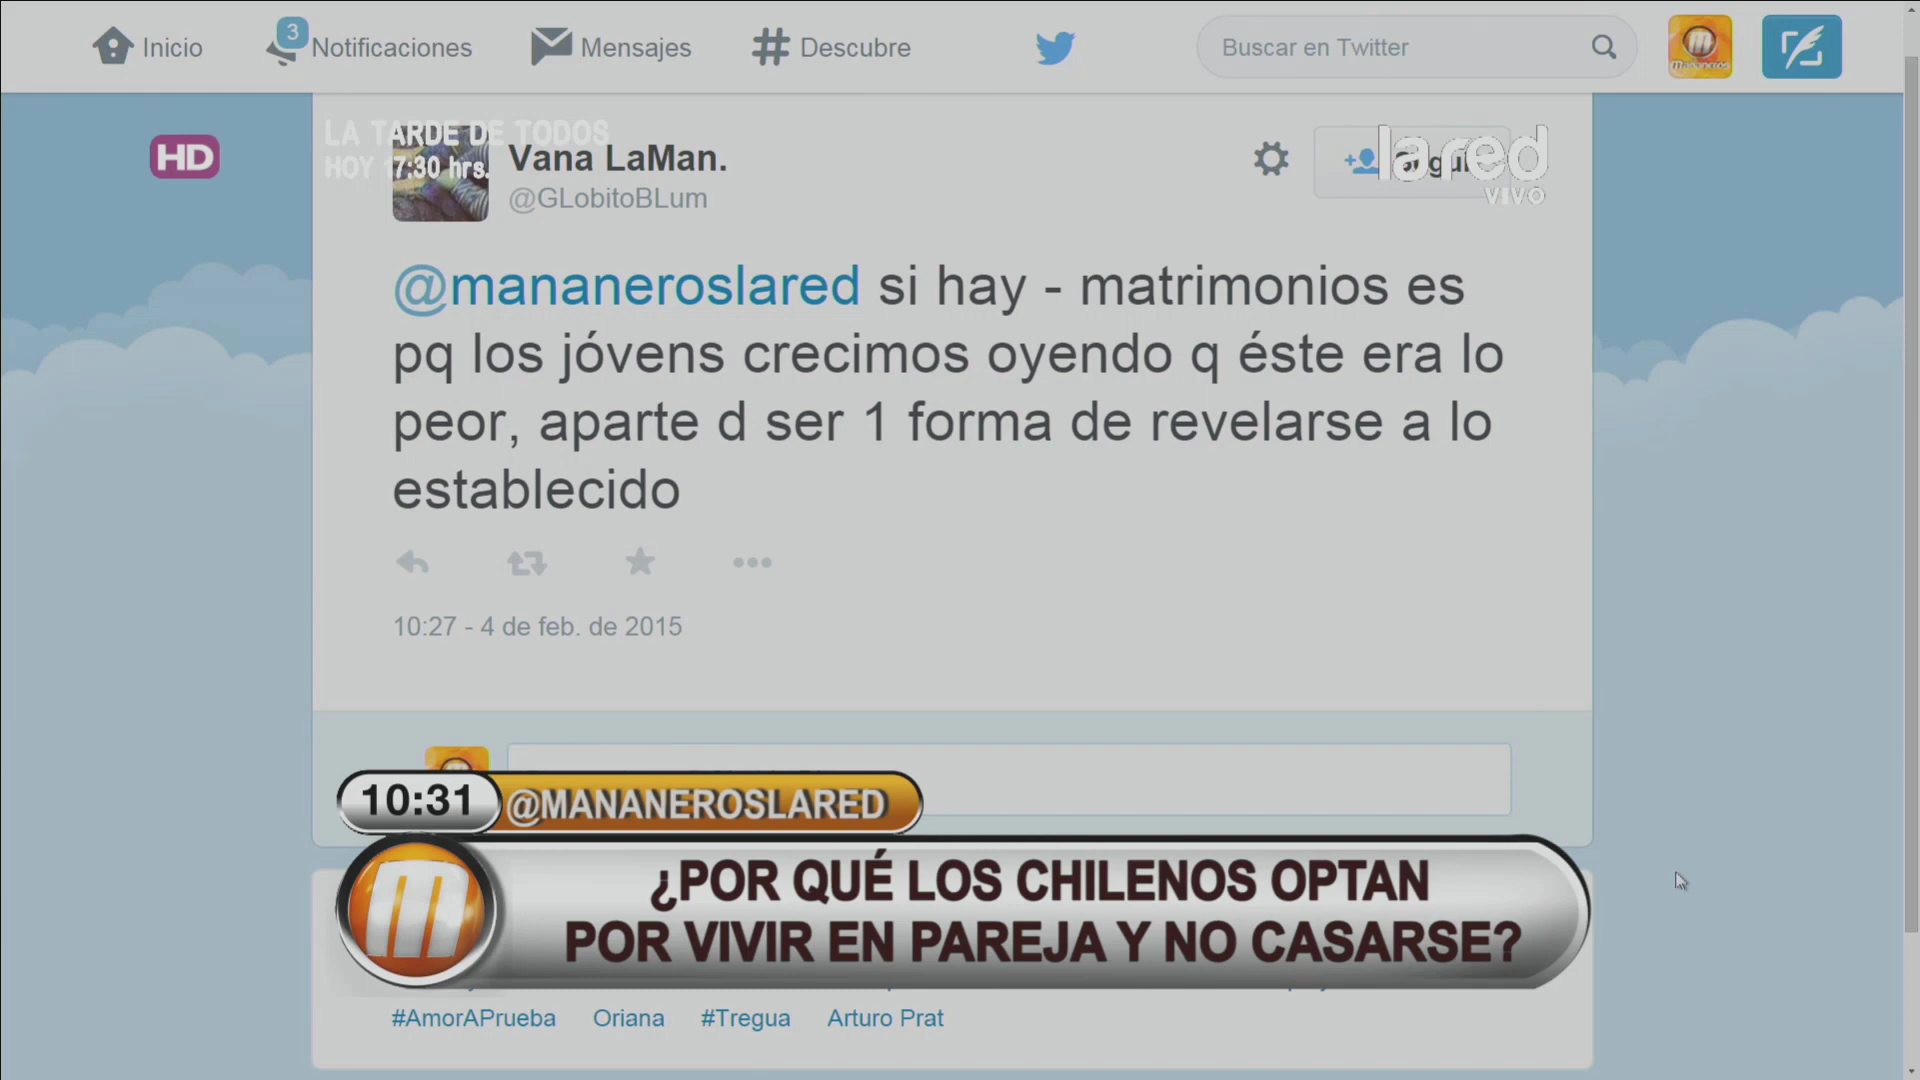 Inicio
3
Notificaciones
Mensajes
Descubre
Buscar en Twitter
Mañaneros
HD
LA TARDE DE TODOS
HOY 17:30 hrs.
Vana LaMan.
@GLobitoBLum
la red
VIVO
@mananeroslared si hay - matrimonios es
pq los jóvens crecimos oyendo q éste era lo
peor, aparte d ser 1 forma de revelarse a lo
establecido
10:27 - 4 de feb. de 2015
10:31
@MANANEROSLARED
¿POR QUÉ LOS CHILENOS OPTAN
POR VIVIR EN PAREJA Y NO CASARSE?
#AmorAPrueba Oriana #Tregua Arturo Prat